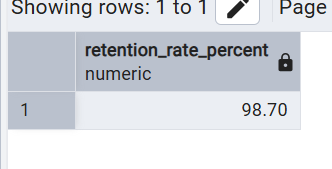 Showing rows: 1 to 1 Page
retention_rate_percent
numeric
1 98.70